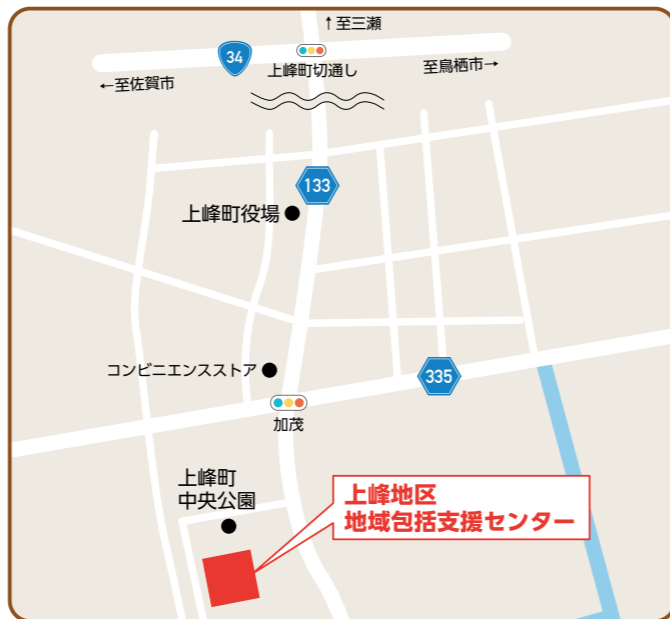 ↑至三瀬
34
上峰町切通し
←至佐賀市
至鳥栖市→
133
上峰町役場
コンビニエンスストア
335
加茂
上峰町
中央公園
上峰地区
地域包括支援センター